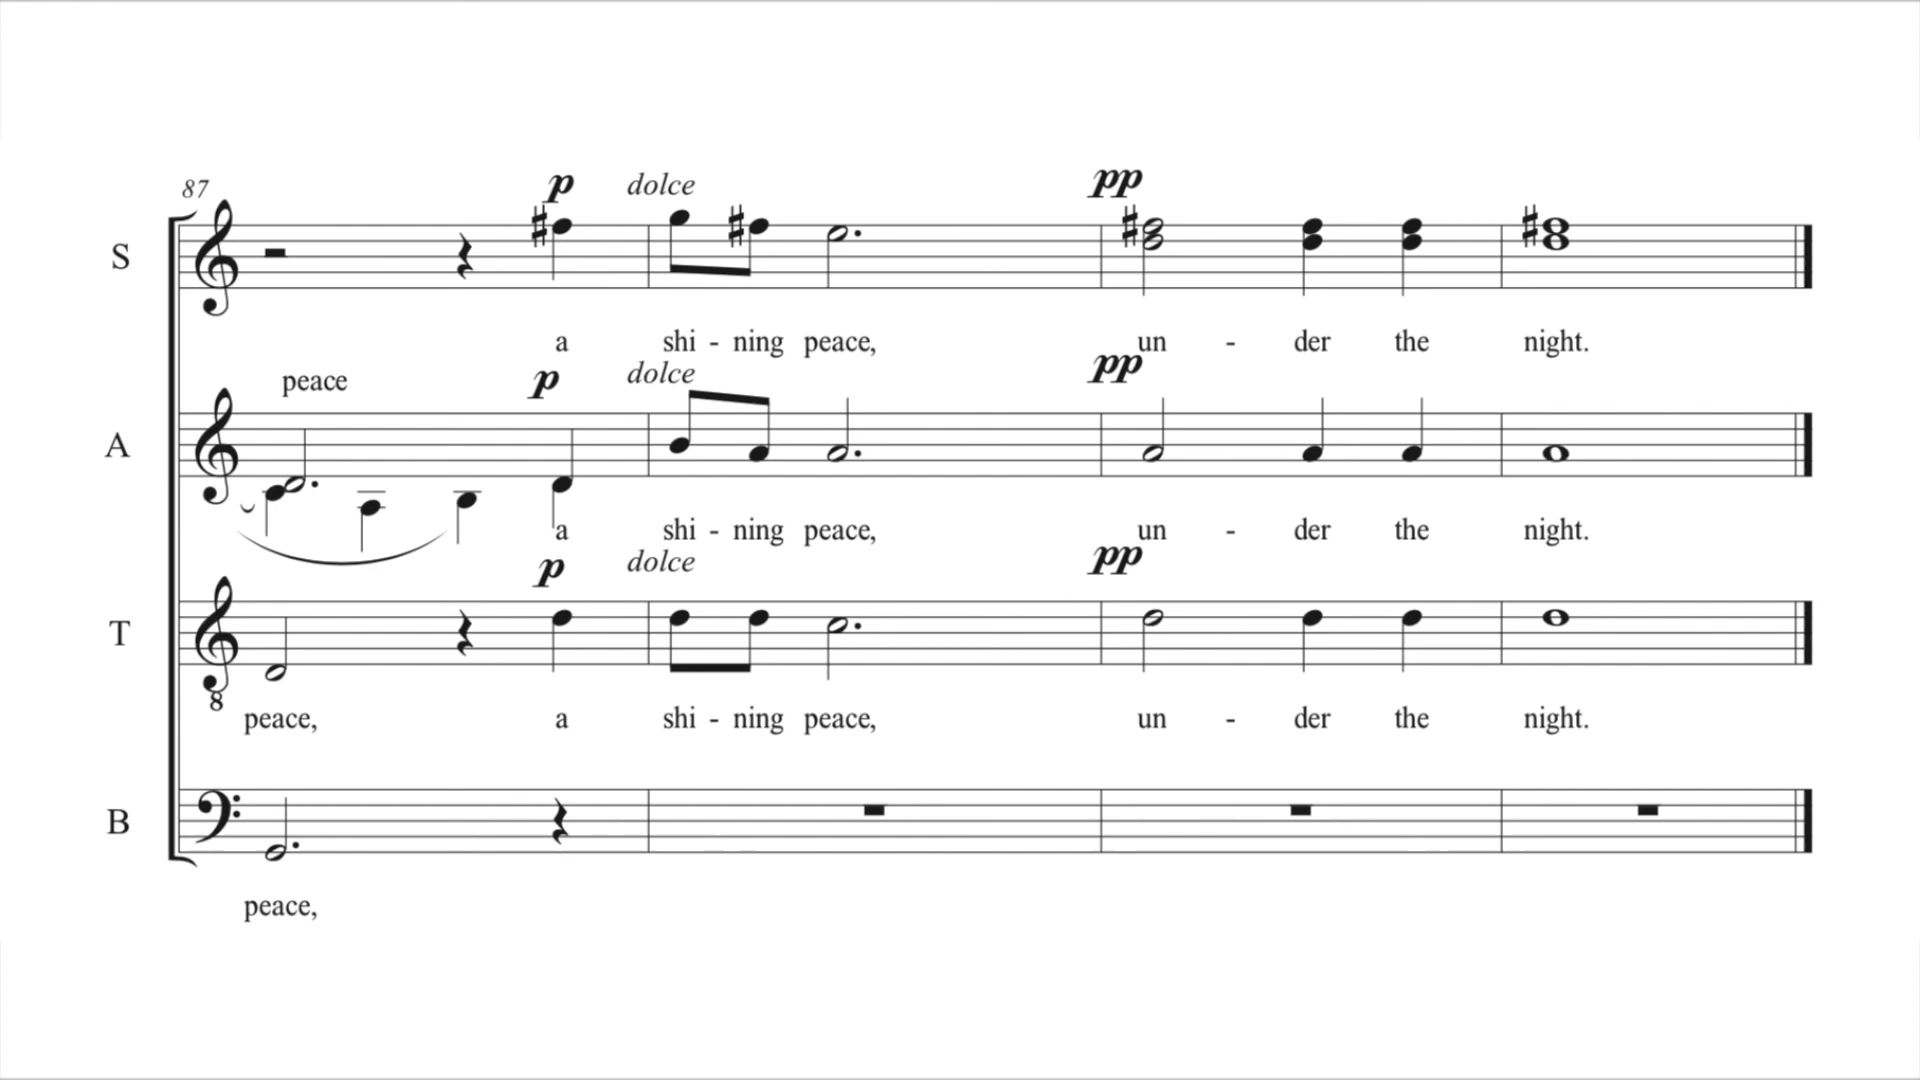 87
p dolce
S
a shi - ning peace,
pp
un - der the night.
peace
p dolce
A
a shi - ning peace,
pp
un - der the night.
p dolce
T
8
peace, a shi - ning peace,
pp
un - der the night.
B
peace,